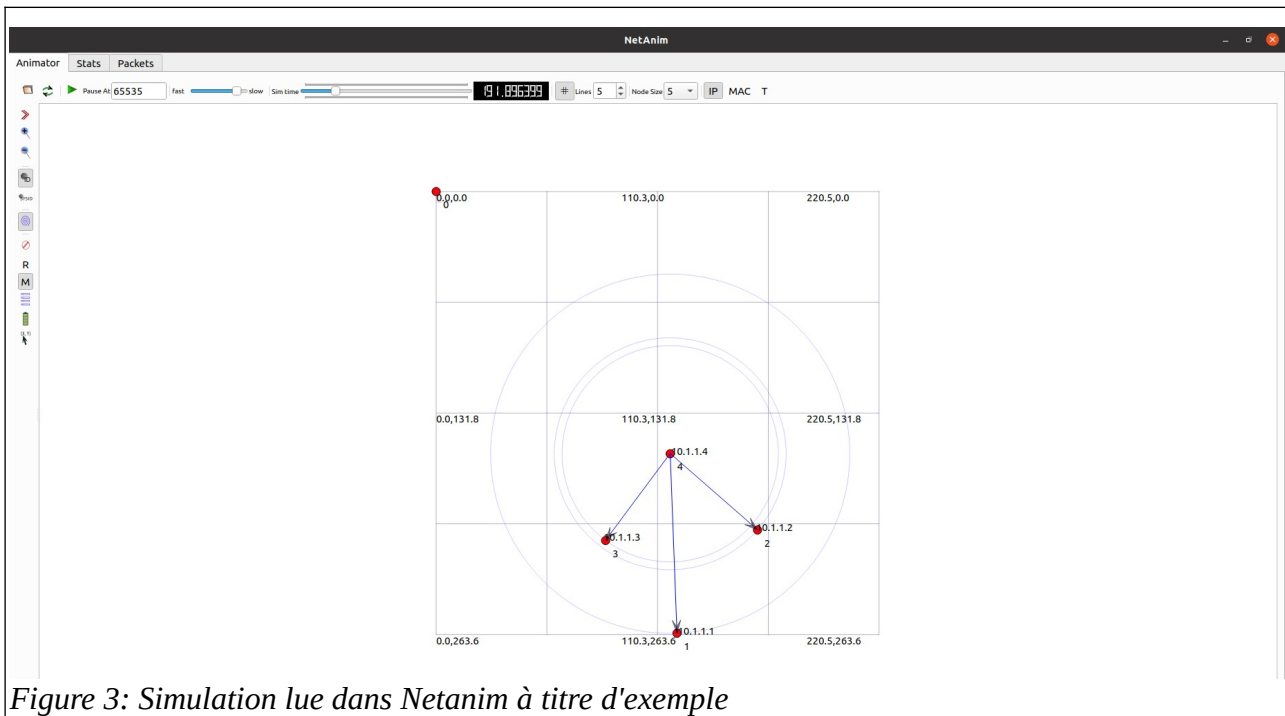 NetAnim
Animator Stats Packets
Pause At 65535 fast slow Sim time 191.896399 # Lines 5 Node Size 5 IP MAC T
R
M
0.0,0.0 110.3,0.0 220.5,0.0
0
0.0,131.8 110.3,131.8 220.5,131.8
10.1.1.4
4
10.1.1.2
2
10.1.1.3
3
10.1.1.1
1
0.0,263.6 110.3,263.6 220.5,263.6
Figure 3: Simulation lue dans Netanim à titre d'exemple